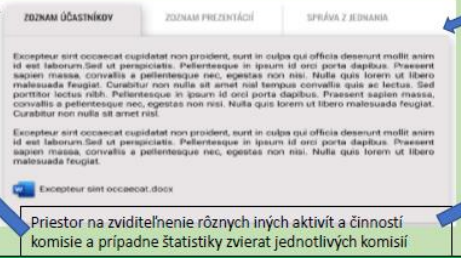 ZOZNAM ÚČASTNÍKOV ZOZNAM PREZENTÁCIÍ SPRÁVA Z JEDNANIA
Excepteur sint occaecat cupidatat non proident, sunt in culpa qui officia deserunt mollit anim
id est laborum.Sed ut perspiciatis. Pellentesque in ipsum id orci porta dapibus. Praesent
sapien massa, convallis a pellentesque nec, egestas non nisi. Nulla quis lorem ut libero
malesuada feugiat. Curabitur non nulla sit amet nisl tempus convallis quis ac lectus. Sed
porttitor lectus nibh. Pellentesque in ipsum id orci porta dapibus. Praesent sapien massa,
convallis a pellentesque nec, egestas non nisi. Nulla quis lorem ut libero malesuada feugiat.
Curabitur non nulla sit amet nisl.
Excepteur sint occaecat cupidatat non proident, sunt in culpa qui officia deserunt mollit anim
id est laborum.Sed ut perspiciatis. Pellentesque in ipsum id orci porta dapibus. Praesent
sapien massa, convallis a pellentesque nec, egestas non nisi. Nulla quis lorem ut libero
malesuada feugiat.
Excepteur sint occaecat.docx
Priestor na zviditeľnenie rôznych iných aktivít a činností
komisie a prípadne štatistiky zvierat jednotlivých komisií